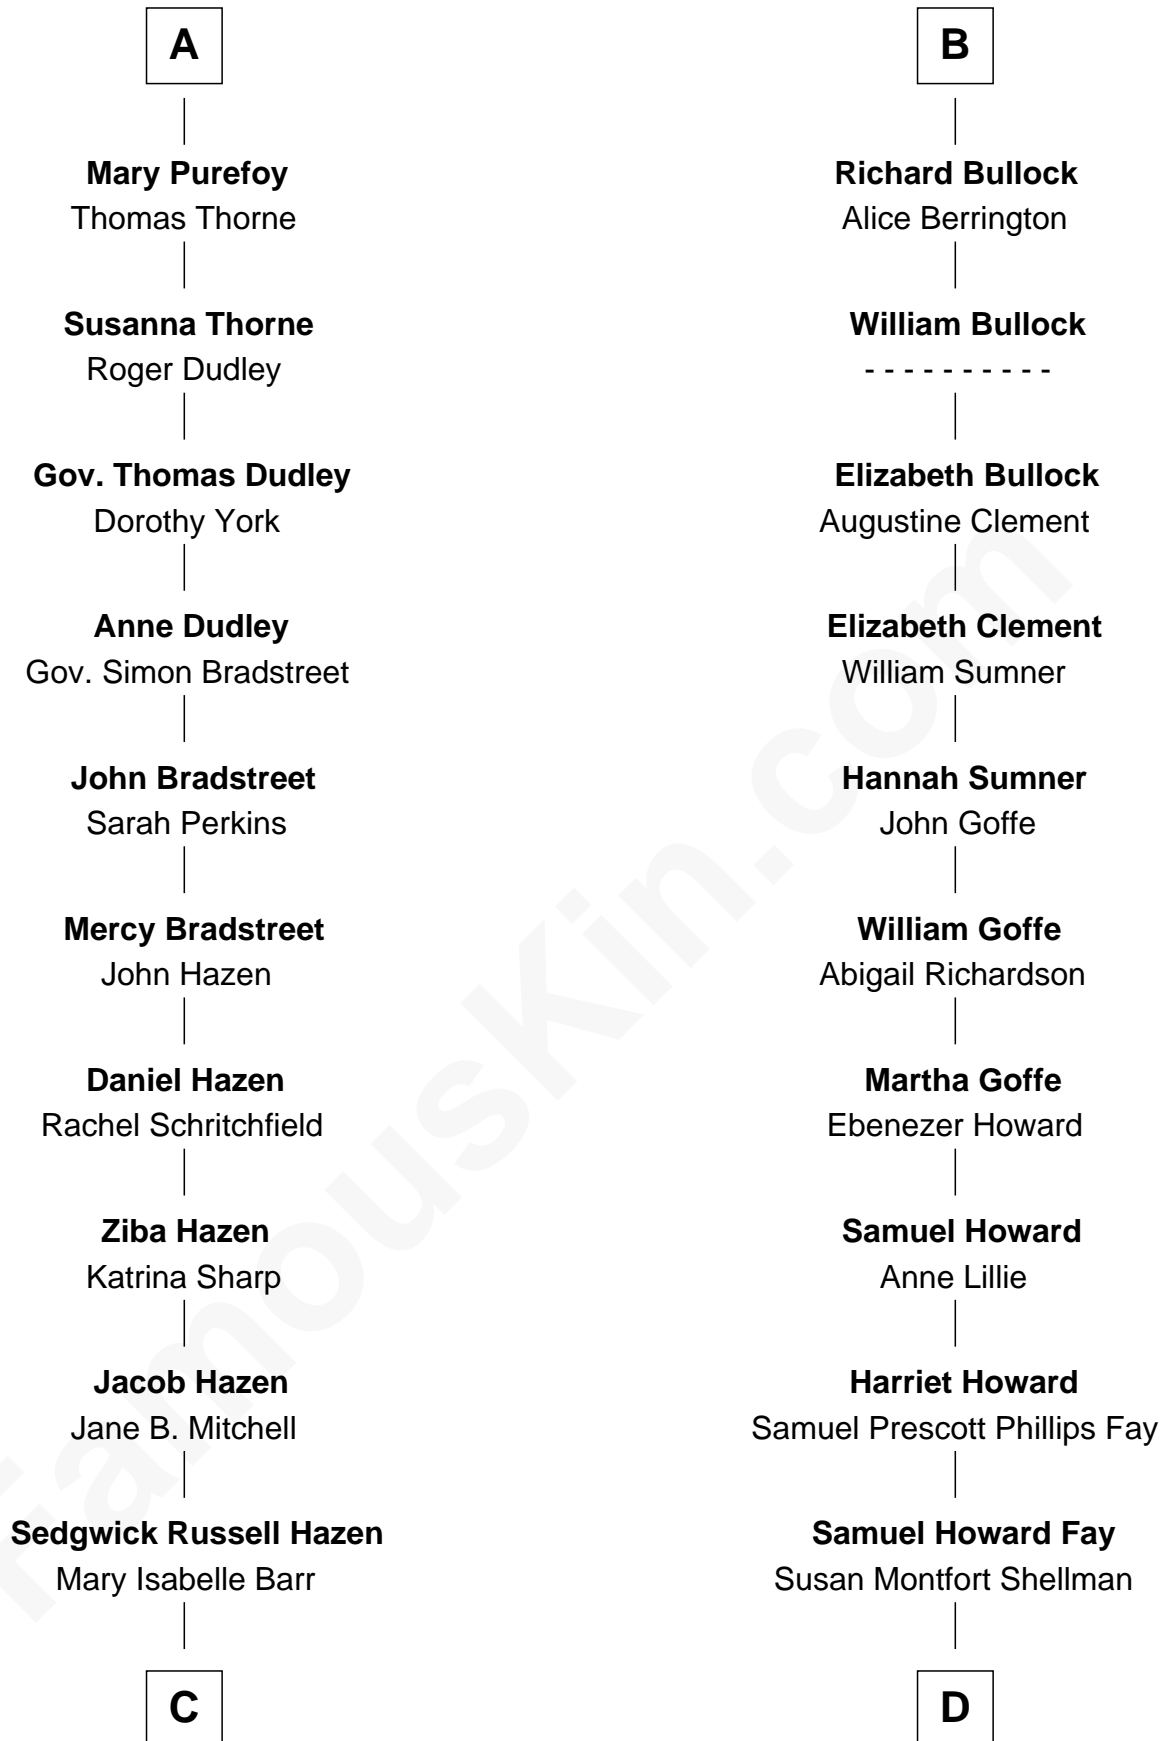 A
Mary Purefoy
Thomas Thorne
Susanna Thorne
Roger Dudley
Gov. Thomas Dudley
Dorothy York
Anne Dudley
Gov. Simon Bradstreet
John Bradstreet
Sarah Perkins
Mercy Bradstreet
John Hazen
Daniel Hazen
Rachel Schritchfield
Ziba Hazen
Katrina Sharp
Jacob Hazen
Jane B. Mitchell
Sedgwick Russell Hazen
Mary Isabelle Barr
C
B
Richard Bullock
Alice Berrington
William Bullock
- - - - - - - - - -
Elizabeth Bullock
Augustine Clement
Elizabeth Clement
William Sumner
Hannah Sumner
John Goffe
William Goffe
Abigail Richardson
Martha Goffe
Ebenezer Howard
Samuel Howard
Anne Lillie
Harriet Howard
Samuel Prescott Phillips Fay
Samuel Howard Fay
Susan Montfort Shellman
D
FamousKin.com